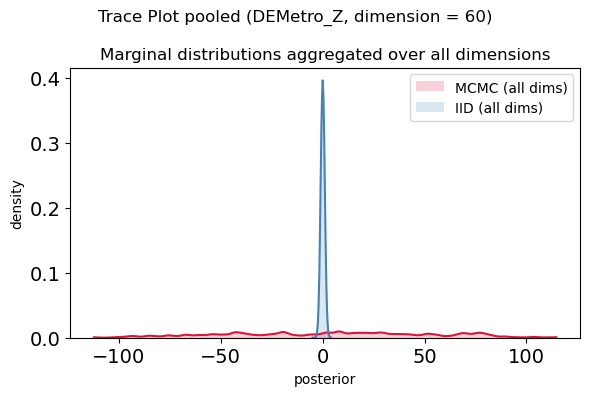 Trace Plot pooled (DEMetro_Z, dimension = 60)
Marginal distributions aggregated over all dimensions
MCMC (all dims)
IID (all dims)
density
0.4
0.3
0.2
0.1
0.0
−100
−50
0
50
100
posterior